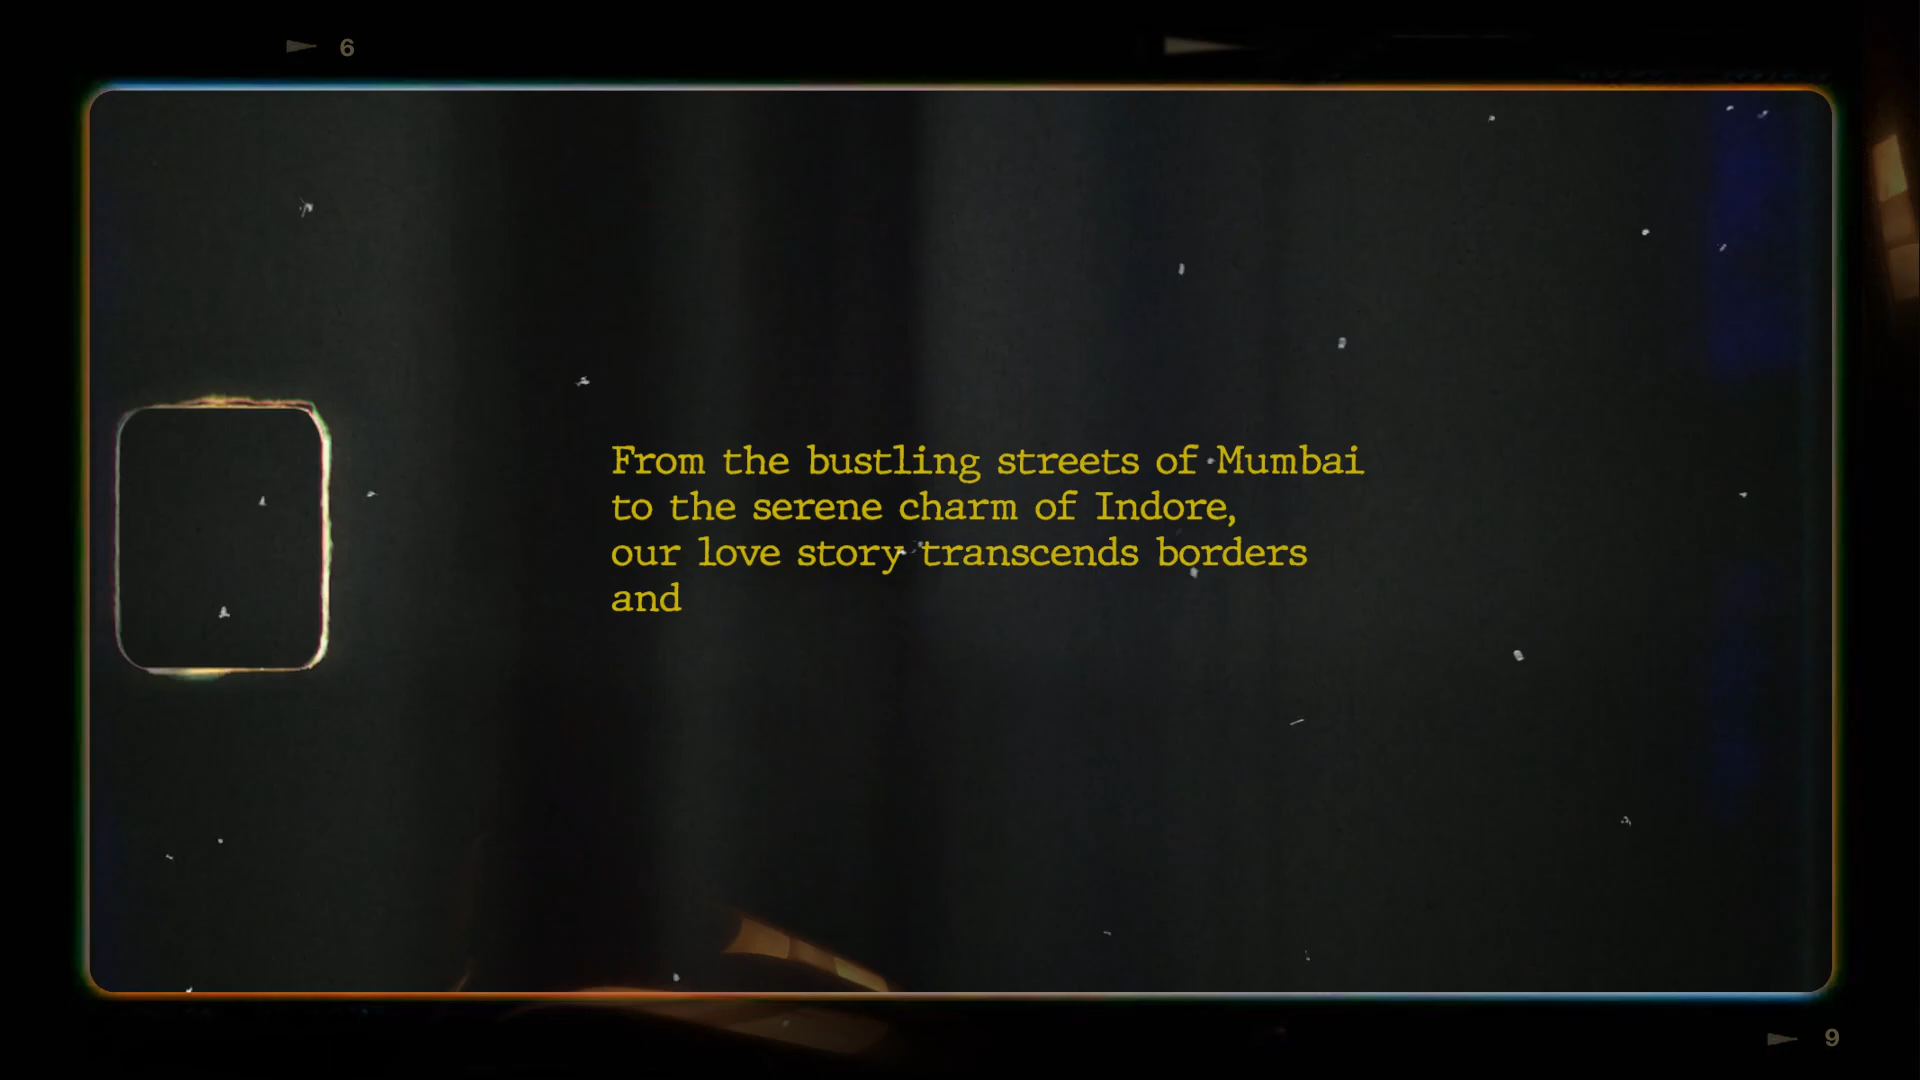 6
From the bustling streets of Mumbai
to the serene charm of Indore,
our love story transcends borders
and
9